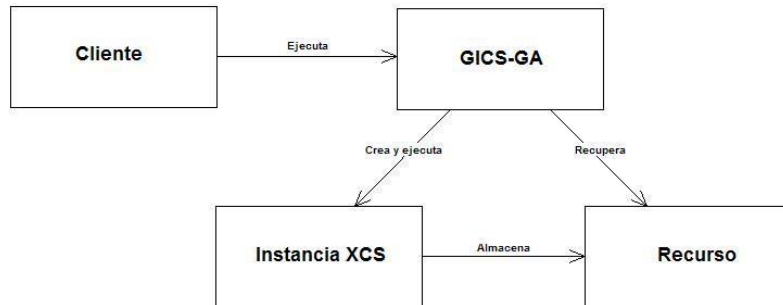 Cliente
Ejecuta
GICS-GA
Crea y ejecuta
Recupera
Instancia XCS
Almacena
Recurso